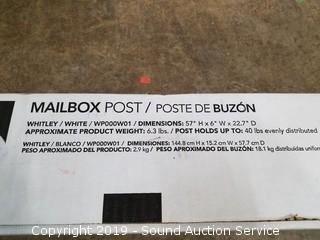 MAILBOX POST / POSTE DE BUZÓN
WHITLEY / WHITE / WP000W01 / DIMENSIONS: 57" H x 6" W x 22.7" D
APPROXIMATE PRODUCT WEIGHT: 6.3 lbs. / POST HOLDS UP TO: 40 lbs evenly distributed
WHITLEY / BLANCO / WP000W01 / DIMENSIONES: 144.8 cm H x 15.2 cm W x 57.7 cm D
PESO APROXIMADO DEL PRODUCTO: 2.9 kg / PESO APROXIMADO DEL BUZÓN: 18.1 kg distribuidas uniform
Copyright 2019 - Sound Auction Service